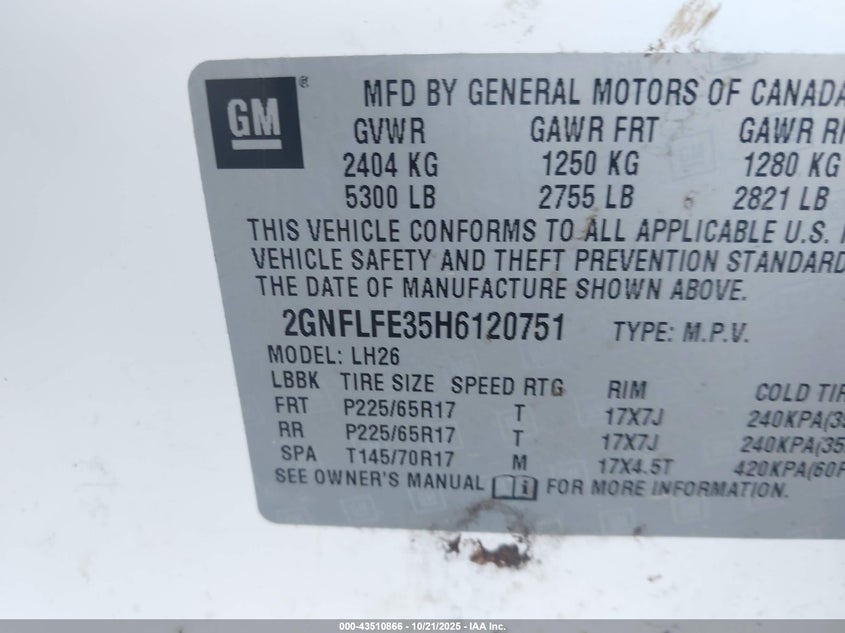 GM ® MFD BY GENERAL MOTORS OF CANADA
GVWR GAWR FRT GAWR
2404 KG 1250 KG 1280 KG
5300 LB 2755 LB 2821 LB
THIS VEHICLE CONFORMS TO ALL APPLICABLE U.S.
VEHICLE SAFETY AND THEFT PREVENTION STANDARD
THE DATE OF MANUFACTURE SHOWN ABOVE.
2GNFLFE35H6120751 TYPE: M.P.V.
MODEL: LH26
LBBK TIRE SIZE SPEED RTG RIM COLD TIR
FRT P225/65R17 T 17X7J 240KPA(35
RR P225/65R17 T 17X7J 240KPA(35
SPA T145/70R17 M 17X4.5T 420KPA(60P
SEE OWNER'S MANUAL i FOR MORE INFORMATION.
000-43510866 - 10/21/2025 - IAA Inc.